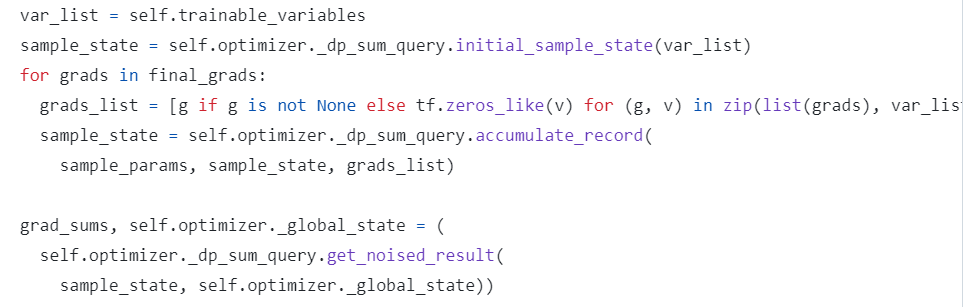 var_list = self.trainable_variables
sample_state = self.optimizer._dp_sum_query.initial_sample_state(var_list)
for grads in final_grads:
grads_list = [g if g is not None else tf.zeros_like(v) for (g, v) in zip(list(grads), var_lis
sample_state = self.optimizer._dp_sum_query.accumulate_record(
sample_params, sample_state, grads_list)
grad_sums, self.optimizer._global_state = (
self.optimizer._dp_sum_query.get_noised_result(
sample_state, self.optimizer._global_state))